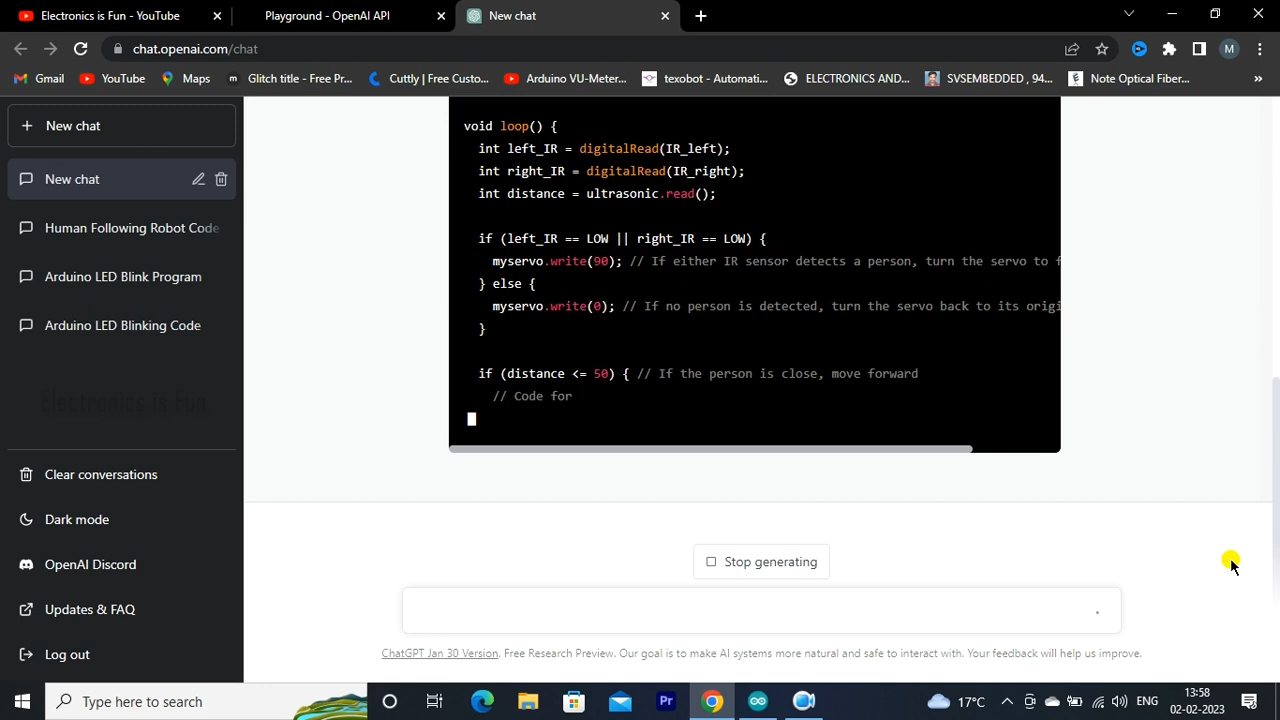 Electronics is Fun - YouTube
Playground - OpenAI API
New chat
chat.openai.com/chat
M
Gmail
YouTube
Maps
Glitch title - Free Pr...
Cuttly | Free Custo...
Arduino VU-Meter...
texobot - Automati...
ELECTRONICS AND...
SVSEMBEDDED , 94...
Note Optical Fiber...
New chat
New chat
Human Following Robot Code
Arduino LED Blink Program
Arduino LED Blinking Code
Electronics is Fun
Clear conversations
Dark mode
OpenAI Discord
Updates & FAQ
Log out
void loop() {
int left_IR = digitalRead(IR_left);
int right_IR = digitalRead(IR_right);
int distance = ultrasonic.read();
if (left_IR == LOW || right_IR == LOW) {
myservo.write(90); // If either IR sensor detects a person, turn the servo to f
} else {
myservo.write(0); // If no person is detected, turn the servo back to its origi
}
if (distance <= 50) { // If the person is close, move forward
// Code for
Stop generating
ChatGPT Jan 30 Version. Free Research Preview. Our goal is to make AI systems more natural and safe to interact with. Your feedback will help us improve.
Type here to search
Pr
17°C
ENG
13:58
02-02-2023